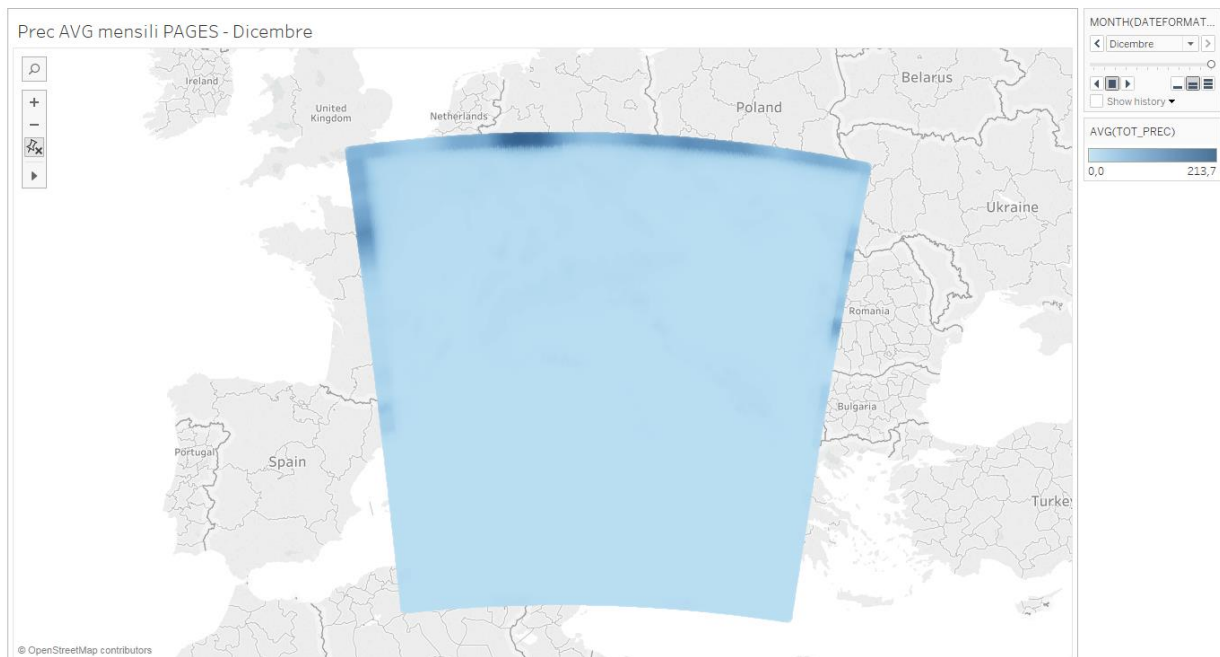 Prec AVG mensili PAGES - Dicembre
MONTH(DATEFORMAT...
Dicembre
Show history
AVG(TOT_PREC)
0,0 213,7
Ireland
United
Kingdom
Netherlands
Belarus
Poland
Ukraine
Romania
Bulgaria
Portugal
Spain
Turkey
© OpenStreetMap contributors